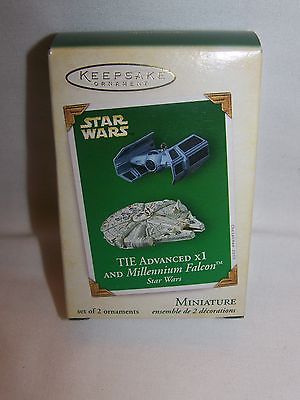 KEEPSAKE
ORNAMENT
STAR
WARS
TIE ADVANCED X1
AND Millennium Falcon™
Star Wars
MINIATURE
set of 2 ornaments
ensemble de 2 décorations